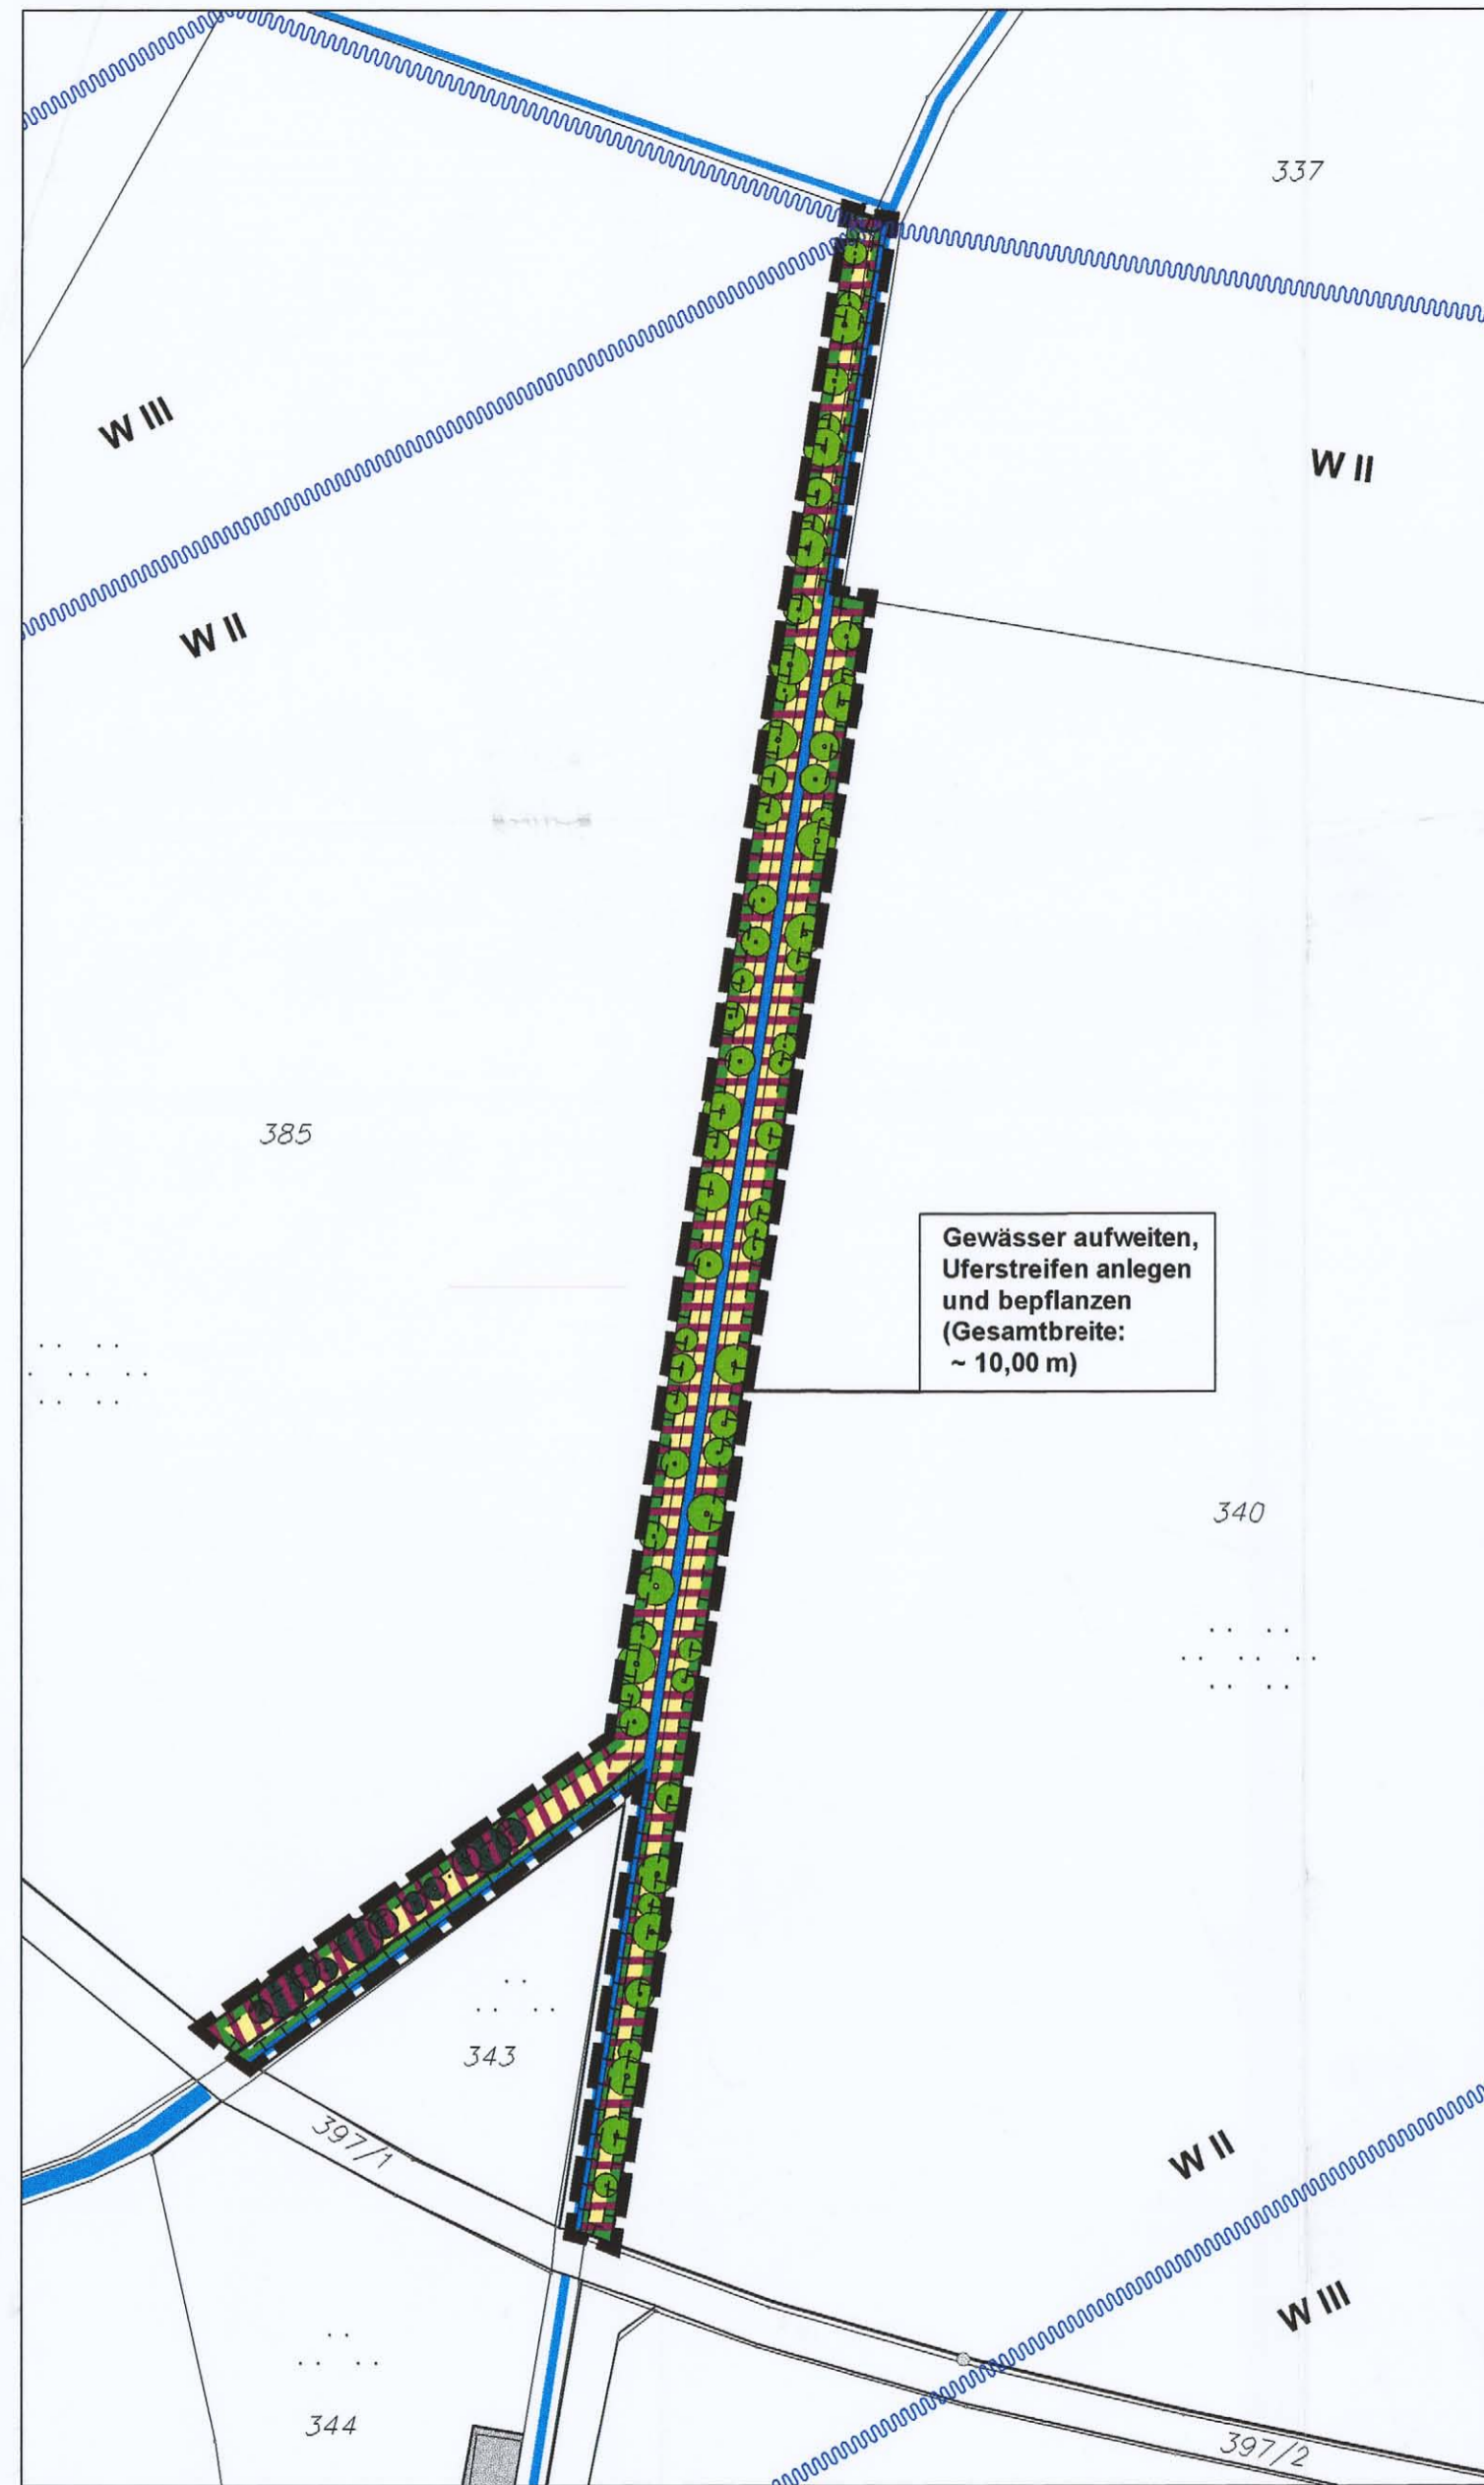 337
W III
W II
W II
385
Gewässer aufweiten,
Uferstreifen anlegen
und bepflanzen
(Gesamtbreite:
~ 10,00 m)
340
343
397/1
W II
W III
344
397/2